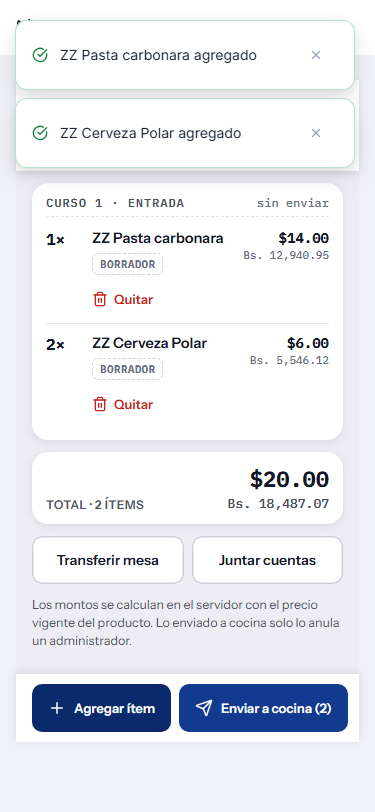 ZZ Pasta carbonara agregado
ZZ Cerveza Polar agregado
CURSO 1 · ENTRADA sin enviar
1× ZZ Pasta carbonara $14.00
BORRADOR Bs. 12,940.95
Quitar
2× ZZ Cerveza Polar $6.00
BORRADOR Bs. 5,546.12
Quitar
$20.00
TOTAL · 2 ÍTEMS Bs. 18,487.07
Transferir mesa Juntar cuentas
Los montos se calculan en el servidor con el precio
vigente del producto. Lo enviado a cocina solo lo anula
un administrador.
Agregar ítem Enviar a cocina (2)